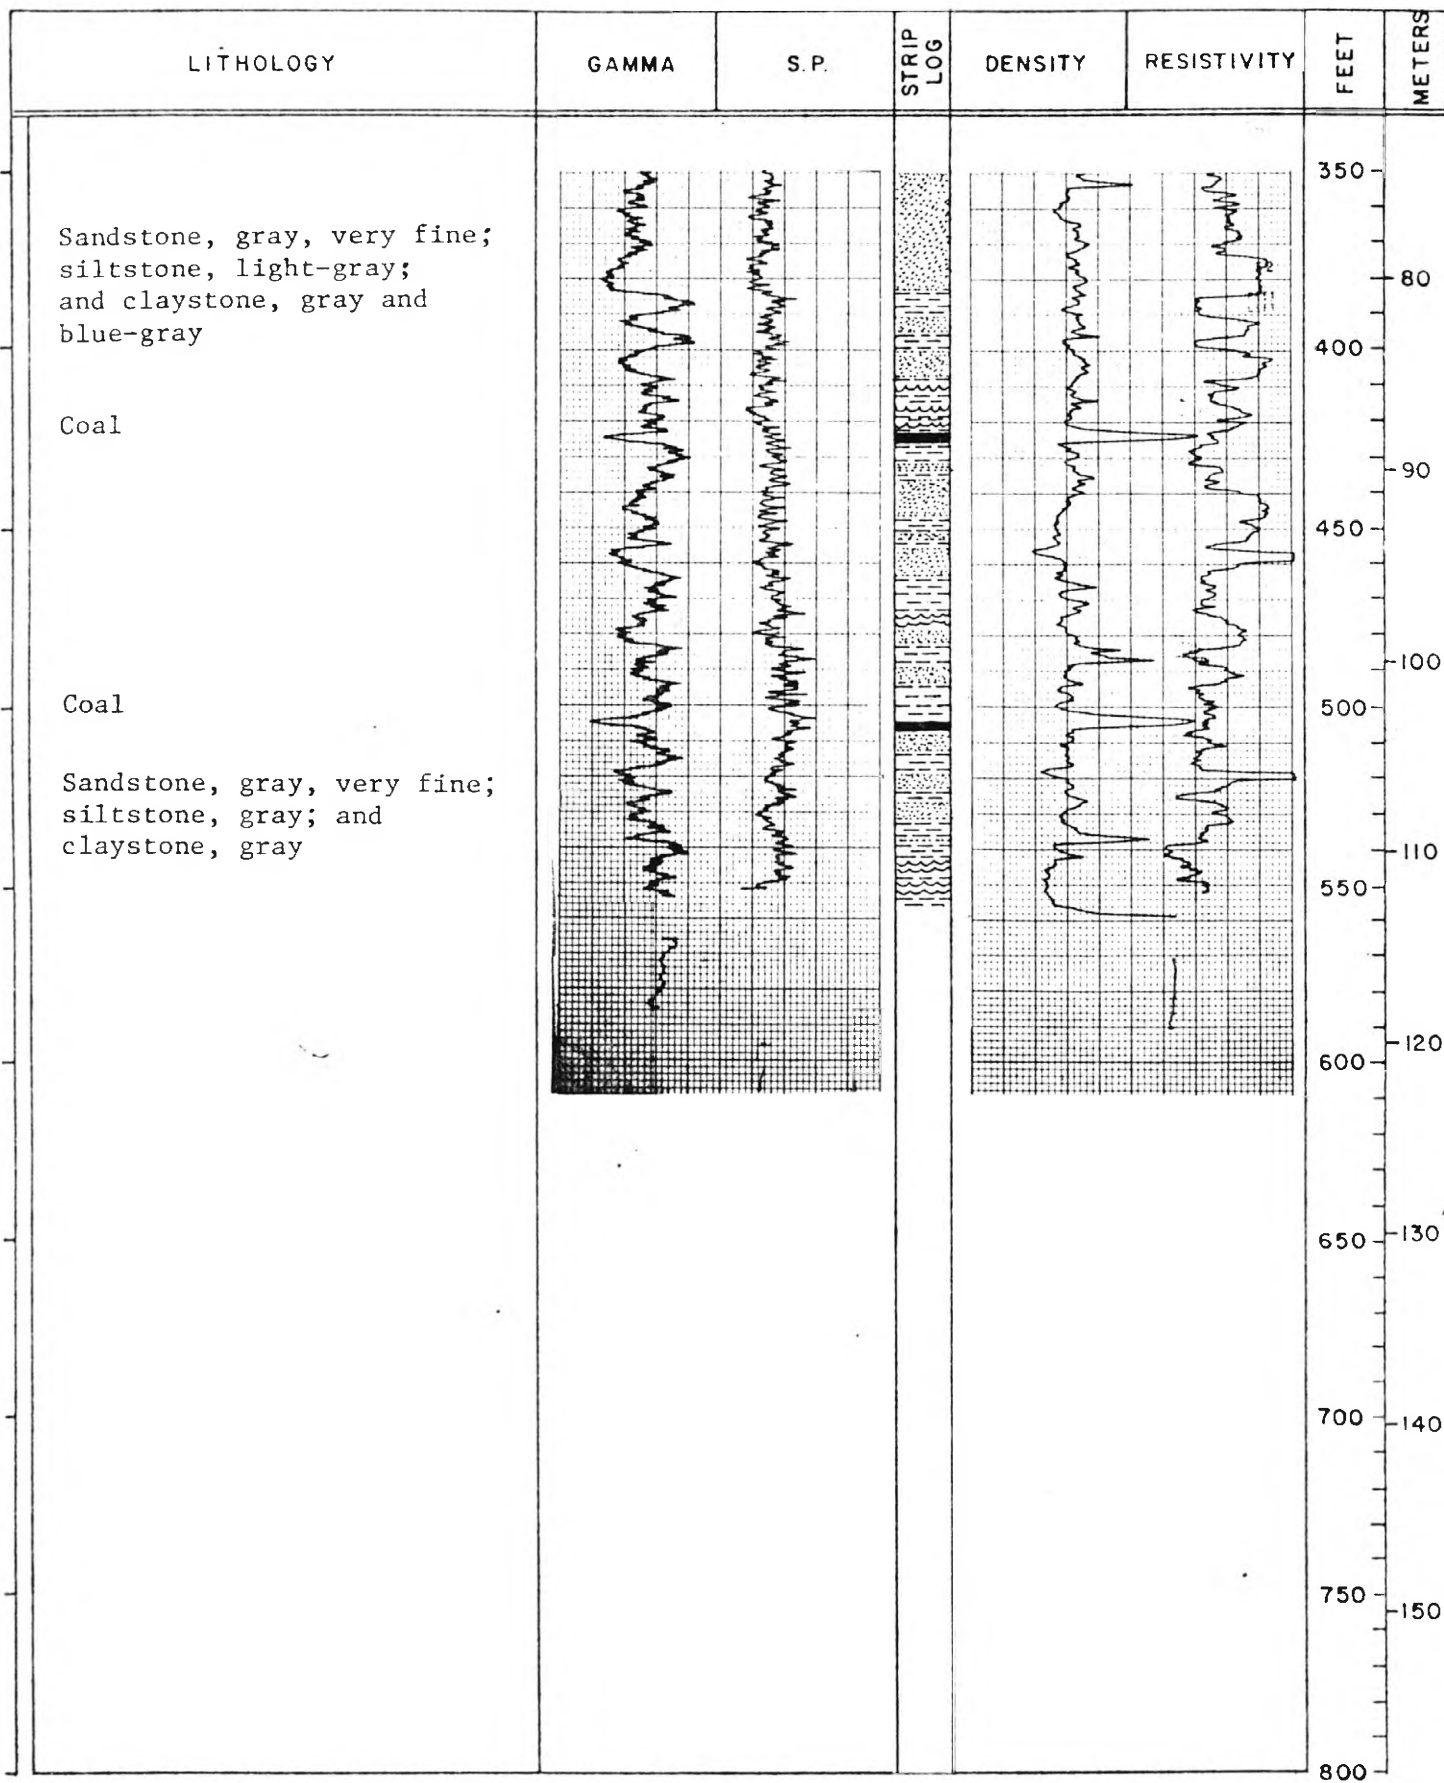 LITHOLOGY
GAMMA
S.P.
STRIP LOG
DENSITY
RESISTIVITY
FEET
METERS
Sandstone, gray, very fine;
siltstone, light-gray;
and claystone, gray and
blue-gray
Coal
Coal
Sandstone, gray, very fine;
siltstone, gray; and
claystone, gray
350
400
450
500
550
600
650
700
750
800
80
90
100
110
120
130
140
150